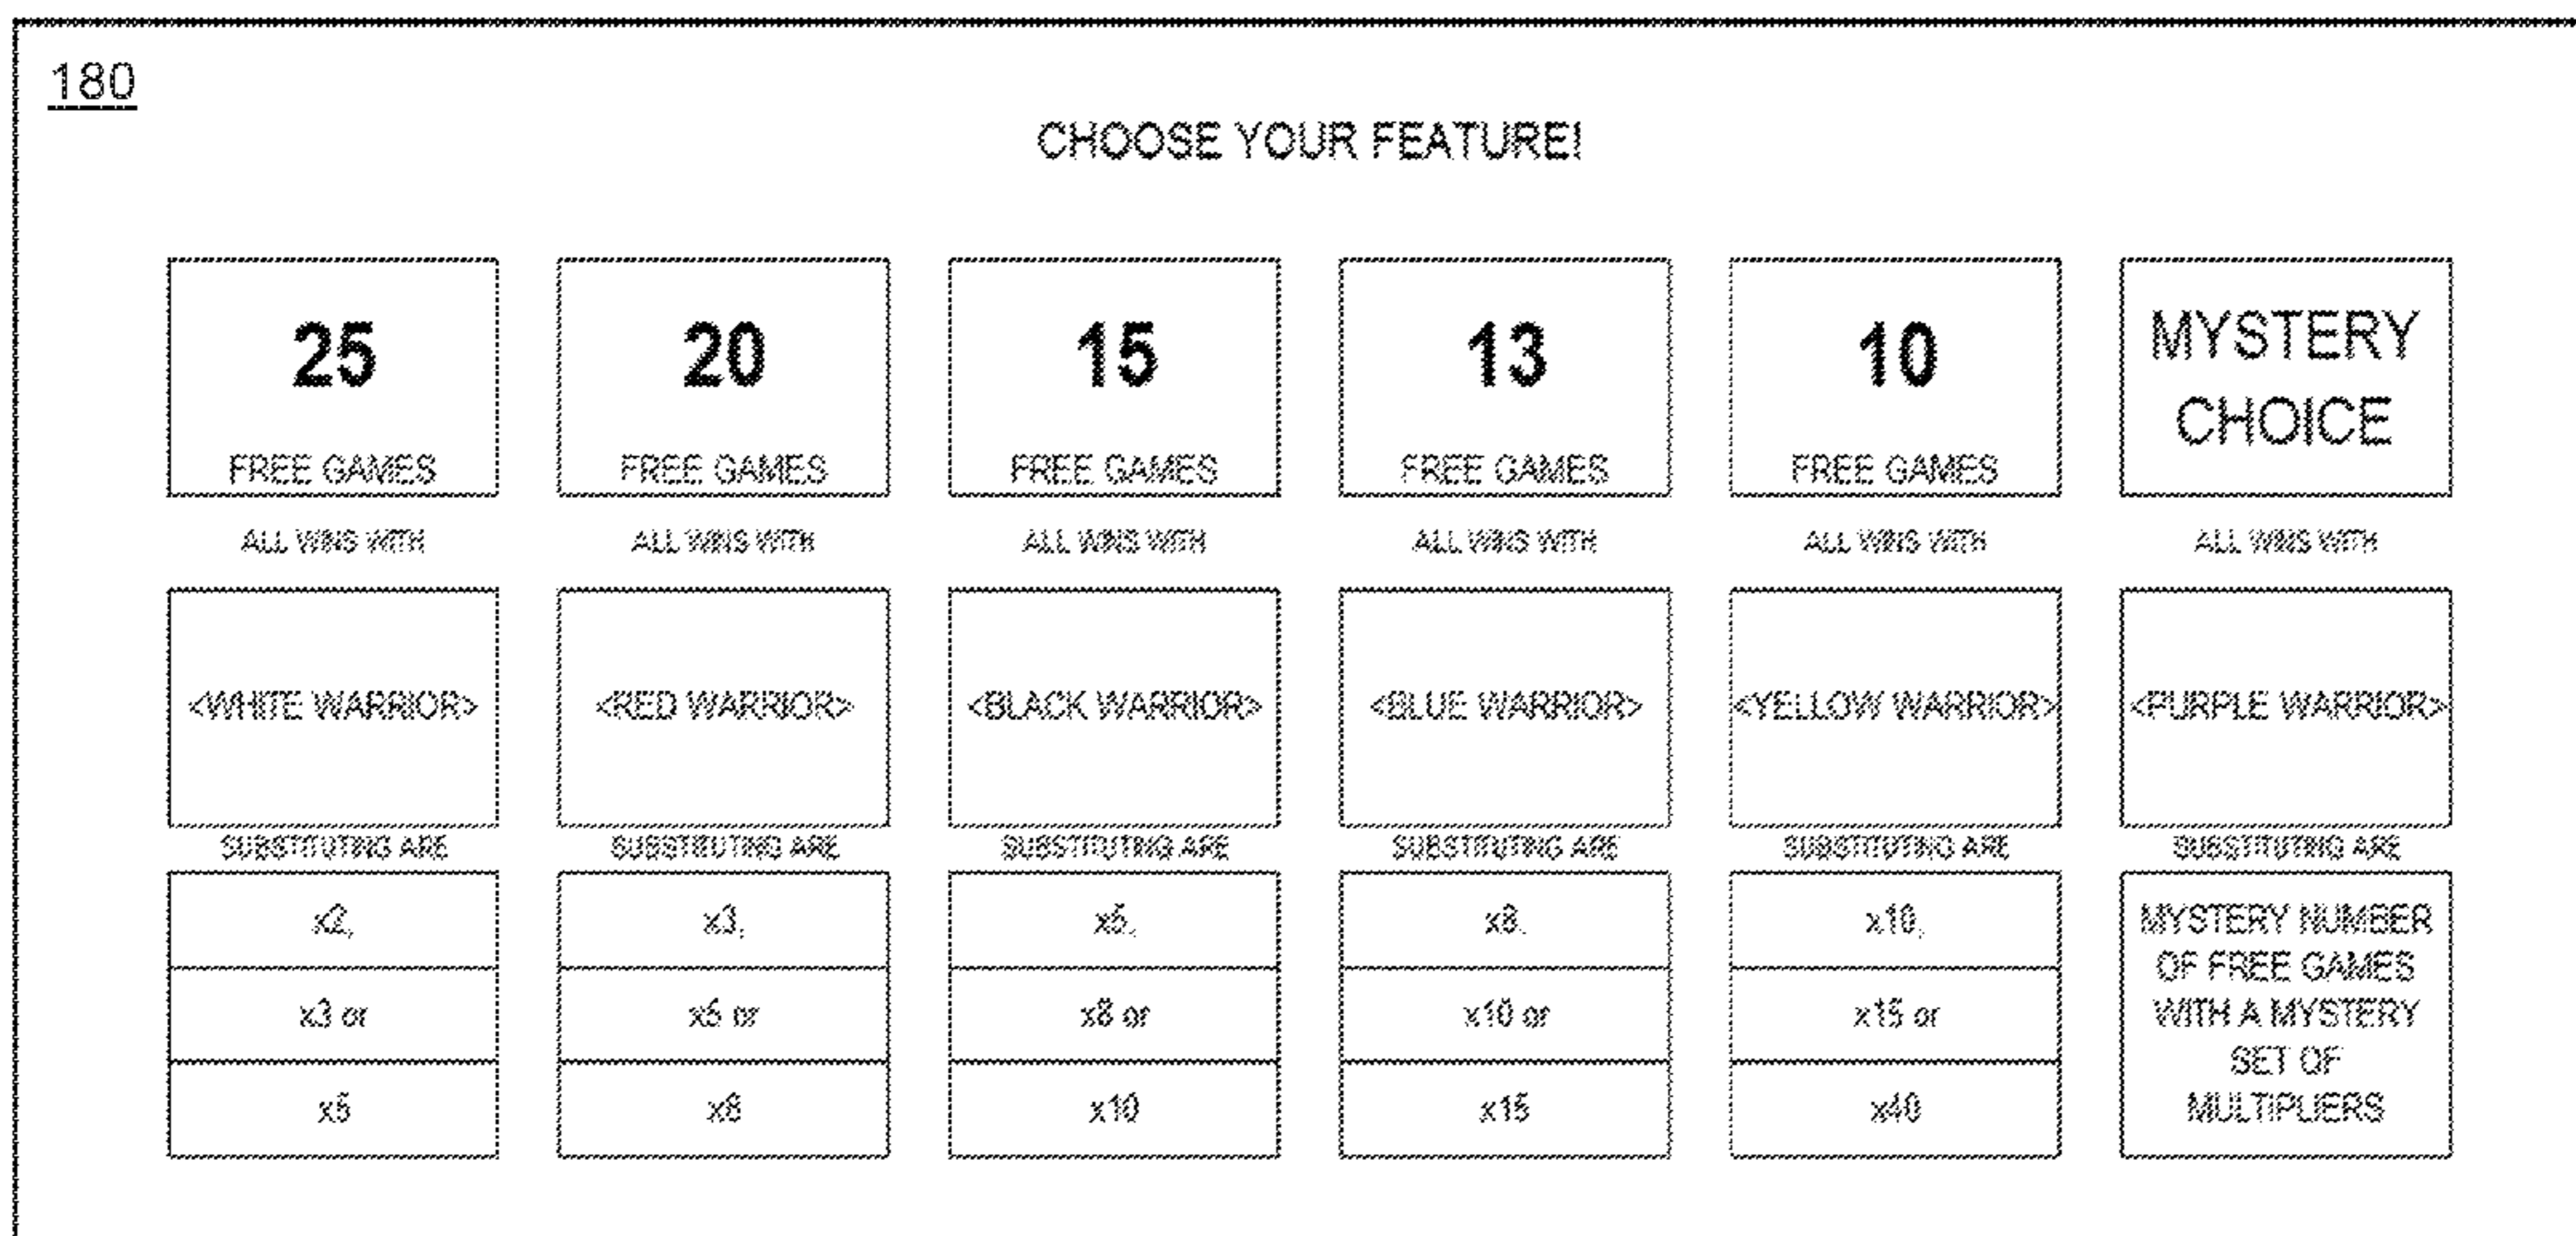 180
CHOOSE YOUR FEATURE!
25 20 15 13 10 MYSTERY CHOICE
FREE GAMES FREE GAMES FREE GAMES FREE GAMES FREE GAMES
ALL WINS WITH ALL WINS WITH ALL WINS WITH ALL WINS WITH ALL WINS WITH ALL WINS WITH
<WHITE WARRIOR> <RED WARRIOR> <BLACK WARRIOR> <BLUE WARRIOR> <YELLOW WARRIOR> <PURPLE WARRIOR>
SUBSTITUTING ARE SUBSTITUTING ARE SUBSTITUTING ARE SUBSTITUTING ARE SUBSTITUTING ARE SUBSTITUTING ARE
x2, x3, x5, x8, x10,
x3 or x5 or x8 or x10 or x15 or
x5 x8 x10 x15 x40
MYSTERY NUMBER
OF FREE GAMES
WITH A MYSTERY
SET OF
MULTIPLIERS